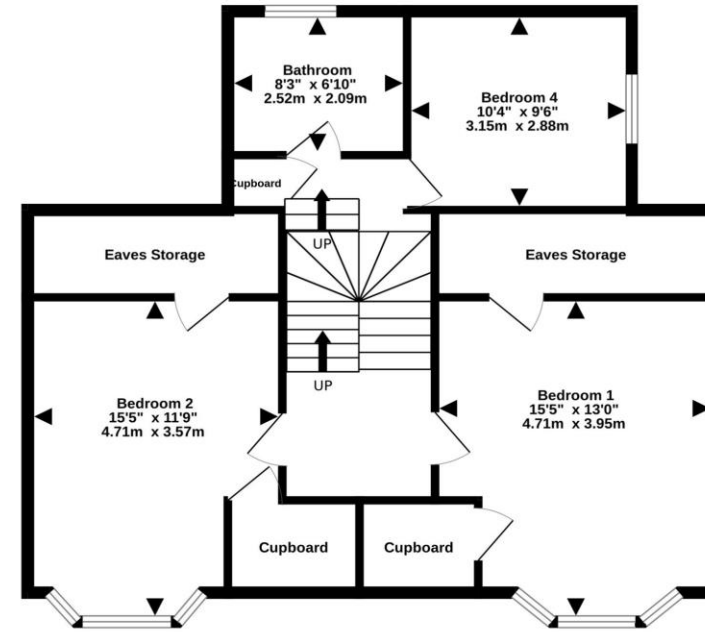 Bathroom
8'3" x 6'10"
2.52m x 2.09m
Bedroom 4
10'4" x 9'6"
3.15m x 2.88m
Cupboard
UP
Eaves Storage
Eaves Storage
UP
Bedroom 2
15'5" x 11'9"
4.71m x 3.57m
Bedroom 1
15'5" x 13'0"
4.71m x 3.95m
Cupboard
Cupboard